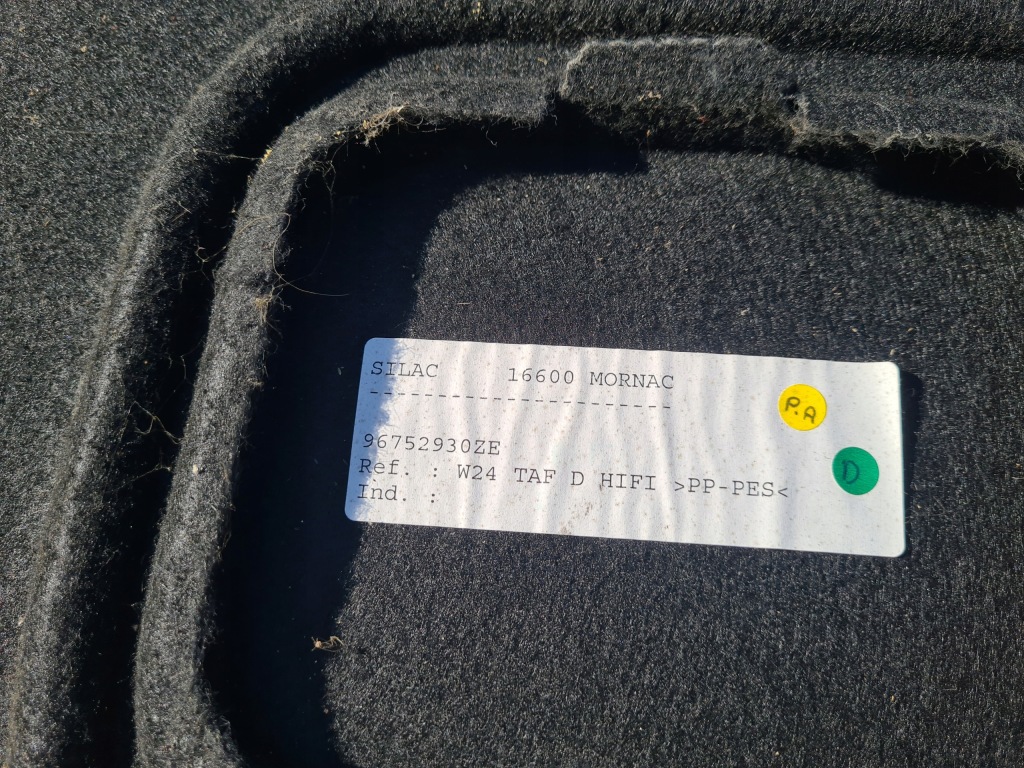 SILAC 16600 MORNAC
----------------------
96752930ZE
Ref. : W24 TAF D HIFI >PP-PES<
Ind. :
P.A
D